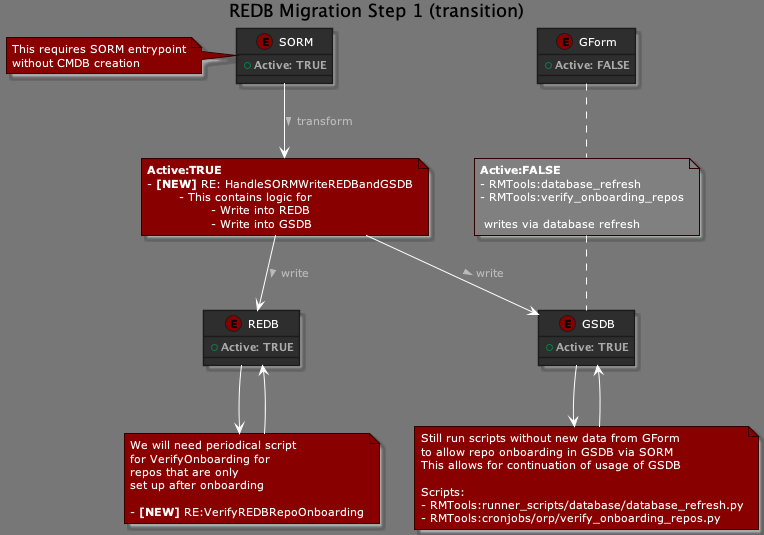 REDB Migration Step 1 (transition)
This requires SORM entrypoint
without CMDB creation
E SORM
Active: TRUE
E GForm
Active: FALSE
transform
Active:TRUE
- [NEW] RE: HandleSORMWriteREDBandGSDB
- This contains logic for
- Write into REDB
- Write into GSDB
Active:FALSE
- RMTools:database_refresh
- RMTools:verify_onboarding_repos
writes via database refresh
write
write
E REDB
Active: TRUE
E GSDB
Active: TRUE
We will need periodical script
for VerifyOnboarding for
repos that are only
set up after onboarding
- [NEW] RE:VerifyREDBRepoOnboarding
Still run scripts without new data from GForm
to allow repo onboarding in GSDB via SORM
This allows for continuation of usage of GSDB
Scripts:
- RMTools:runner_scripts/database/database_refresh.py
- RMTools:cronjobs/orp/verify_onboarding_repos.py